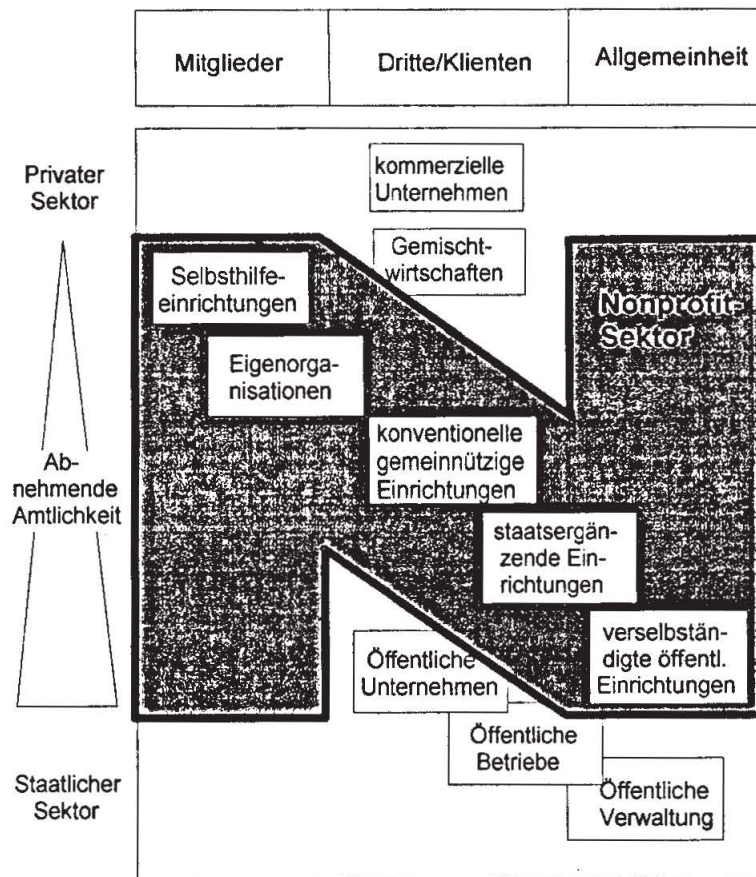 Mitglieder
Dritte/Klienten
Allgemeinheit
Privater
Sektor
kommerzielle
Unternehmen
Gemischt-
wirtschaften
Selbsthilfe-
einrichtungen
Nonprofit-
Sektor
Eigenorga-
nisationen
konventionelle
gemeinnützige
Einrichtungen
Ab-
nehmende
Amtlichkeit
staatsergän-
zende Ein-
richtungen
verselbstän-
digte öffentl.
Einrichtungen
Öffentliche
Unternehmen
Öffentliche
Betriebe
Staatlicher
Sektor
Öffentliche
Verwaltung